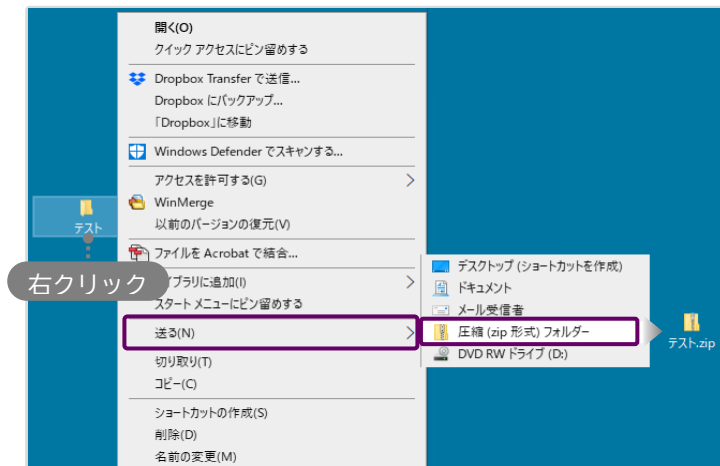 開く(O)
クイック アクセスにピン留めする
Dropbox Transfer で送信...
Dropbox にバックアップ...
「Dropbox」に移動
Windows Defender でスキャンする...
アクセスを許可する(G)
WinMerge
以前のバージョンの復元(V)
ファイルを Acrobat で結合...
イブラリに追加(I)
スタート メニューにピン留めする
送る(N)
切り取り(T)
コピー(C)
ショートカットの作成(S)
削除(D)
名前の変更(M)
テスト
右クリック
デスクトップ (ショートカットを作成)
ドキュメント
メール受信者
圧縮 (zip 形式) フォルダー
DVD RW ドライブ (D:)
テスト.zip